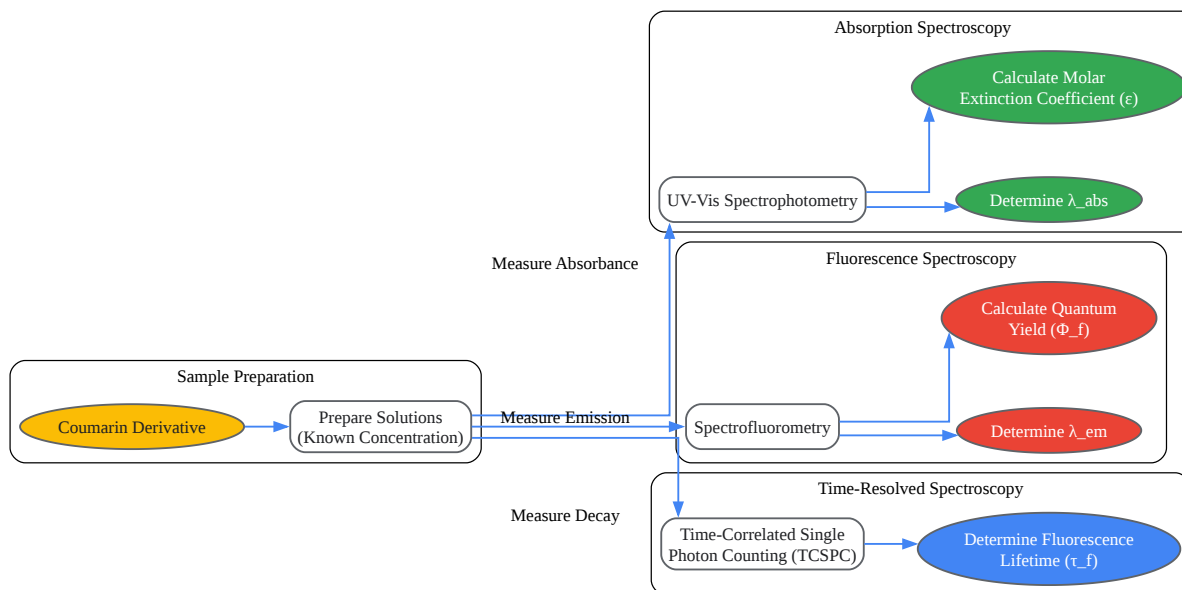 Absorption Spectroscopy
Calculate Molar
Extinction Coefficient (ε)
UV-Vis Spectrophotometry
Determine λ_abs
Measure Absorbance
Fluorescence Spectroscopy
Calculate Quantum
Yield (Φ_f)
Sample Preparation
Coumarin Derivative
Prepare Solutions
(Known Concentration)
Measure Emission
Spectrofluorometry
Determine λ_em
Time-Resolved Spectroscopy
Measure Decay
Time-Correlated Single
Photon Counting (TCSPC)
Determine Fluorescence
Lifetime (τ_f)